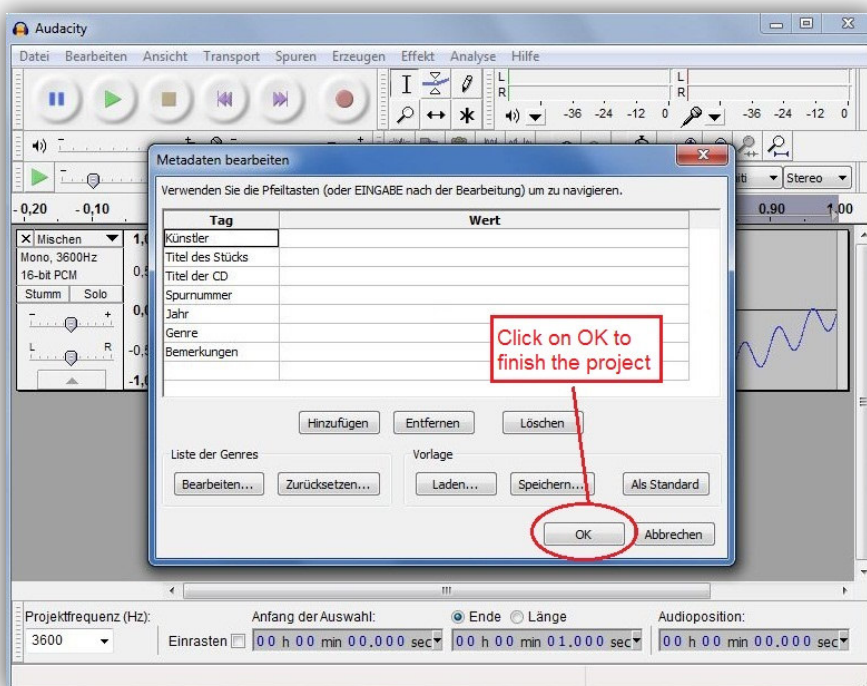 Audacity
Datei Bearbeiten Ansicht Transport Spuren Erzeugen Effekt Analyse Hilfe
L
R
L
R
-36 -24 -12 0
-36 -24 -12 0
Stereo
Metadaten bearbeiten
Verwenden Sie die Pfeiltasten (oder EINGABE nach der Bearbeitung) um zu navigieren.
-0,20 -0,10
0.90 1.00
Tag Wert
Künstler
Titel des Stücks
Titel der CD
Spurnummer
Jahr
Genre
Bemerkungen
X Mischen
Mono, 3600Hz
16-bit PCM
Stumm Solo
- +
L R
Click on OK to
finish the project
Hinzufügen Entfernen Löschen
Liste der Genres
Vorlage
Bearbeiten... Zurücksetzen... Laden... Speichern... Als Standard
OK Abbrechen
Projektfrequenz (Hz): Anfang der Auswahl: Ende Länge Audioposition:
3600 Einrasten 00 h 00 min 00.000 sec 00 h 00 min 01.000 sec 00 h 00 min 00.000 sec